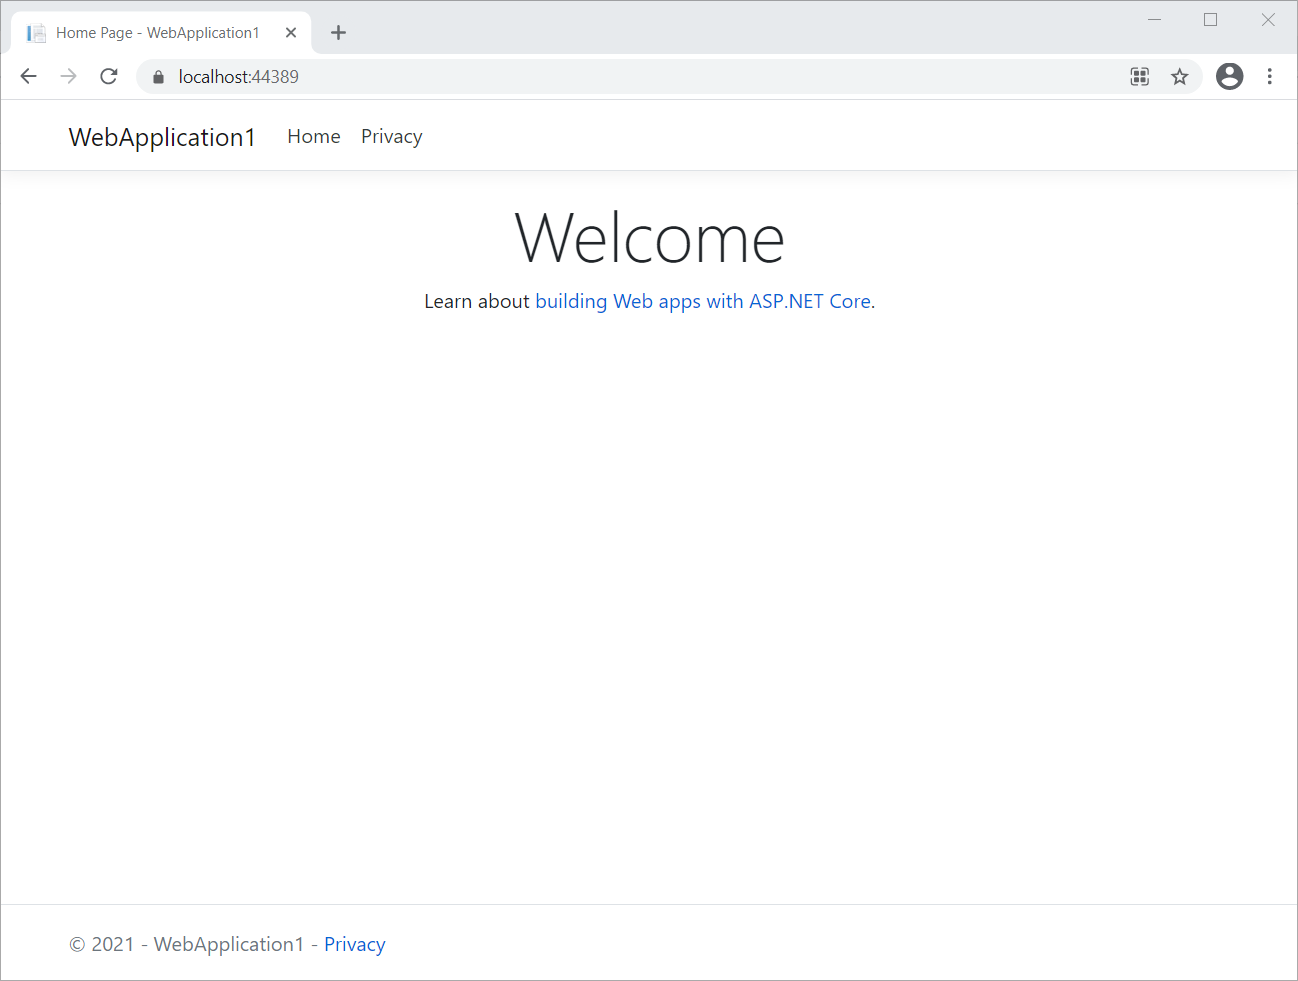 Home Page - WebApplication1
localhost:44389
WebApplication1 Home Privacy
Welcome
Learn about building Web apps with ASP.NET Core.
© 2021 - WebApplication1 - Privacy